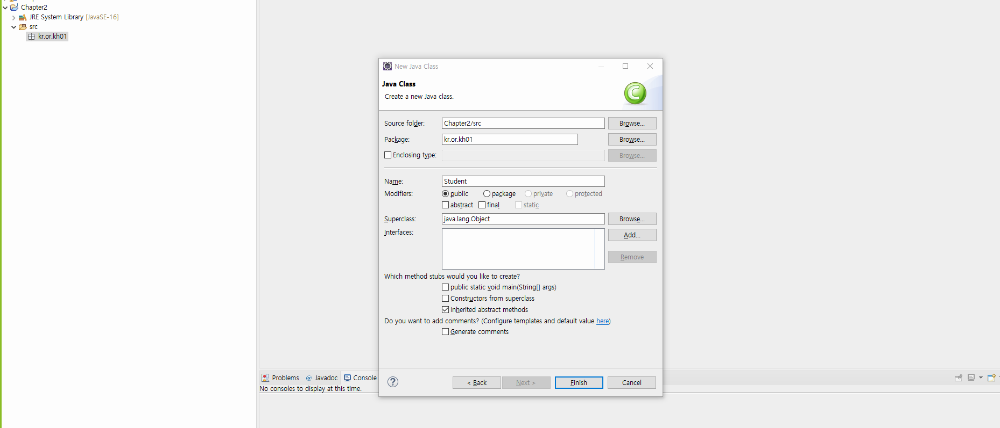 Chapter2
JRE System Library [JavaSE-16]
src
kr.or.kh01
New Java Class
Java Class
Create a new Java class.
Source folder: Chapter2/src Browse...
Package: kr.or.kh01 Browse...
Enclosing type: Browse...
Name: Student
Modifiers: public package private protected
abstract final static
Superclass: java.lang.Object Browse...
Interfaces: Add...
Remove
Which method stubs would you like to create?
public static void main(String[] args)
Constructors from superclass
Inherited abstract methods
Do you want to add comments? (Configure templates and default value here)
Generate comments
? < Back Next > Finish Cancel
Problems @ Javadoc Console
No consoles to display at this time.